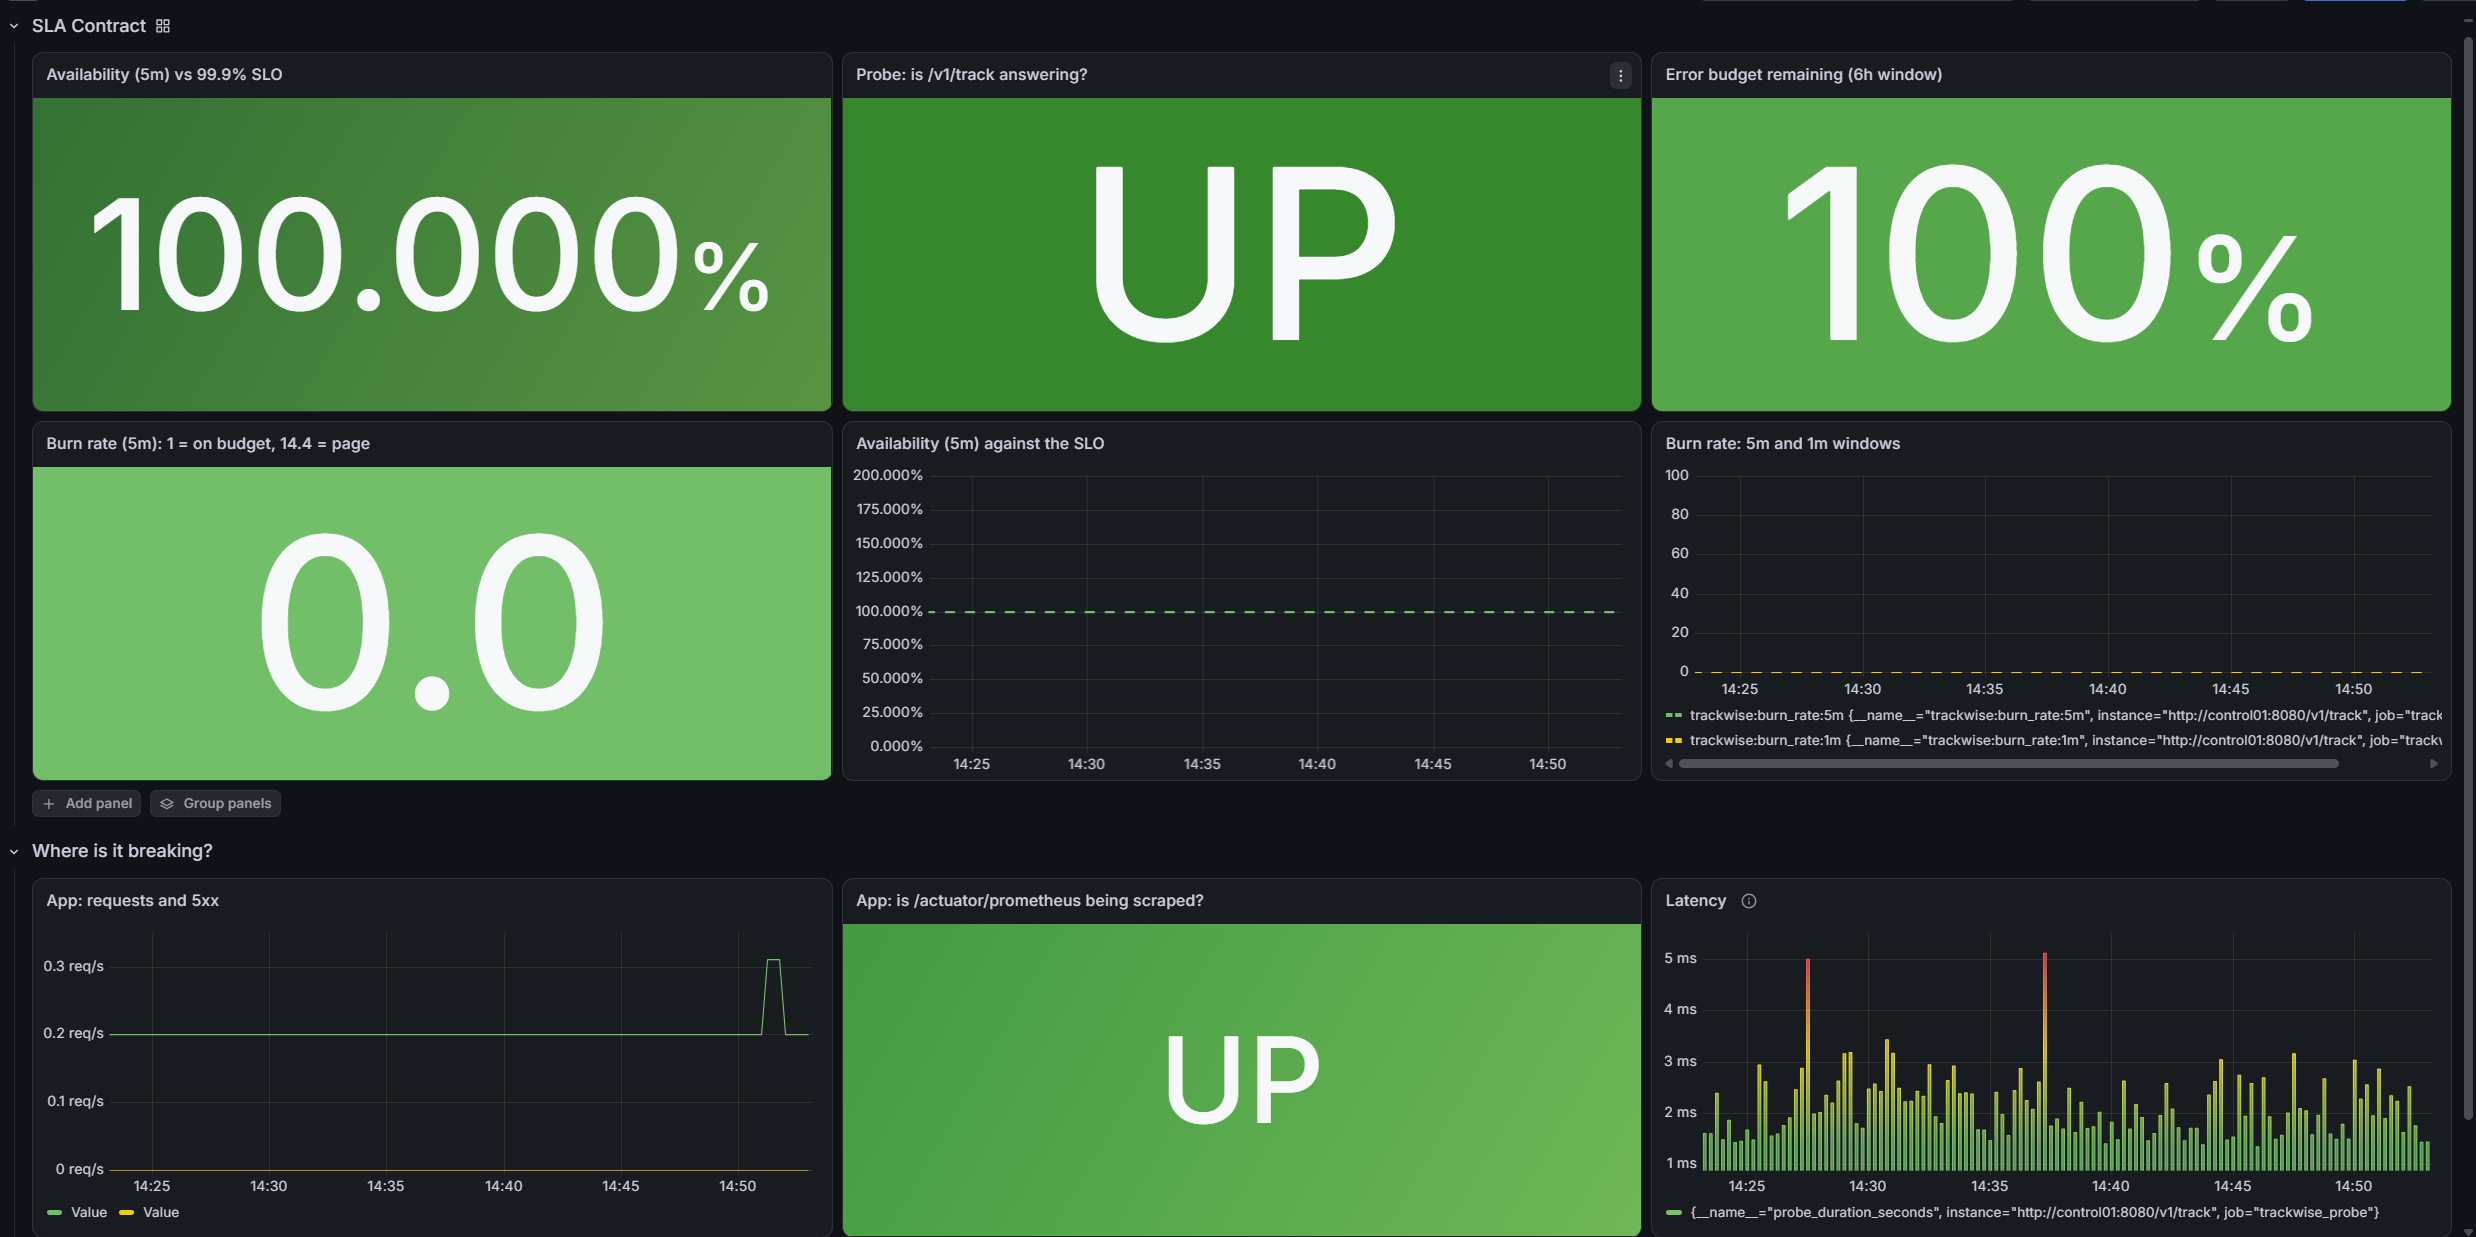 SLA Contract
Availability (5m) vs 99.9% SLO
100.000%
Probe: is /v1/track answering?
UP
Error budget remaining (6h window)
100%
Burn rate (5m): 1 = on budget, 14.4 = page
0.0
Availability (5m) against the SLO
200.000%
175.000%
150.000%
125.000%
100.000%
75.000%
50.000%
25.000%
0.000%
14:25 14:30 14:35 14:40 14:45 14:50
Burn rate: 5m and 1m windows
100
80
60
40
20
0
14:25 14:30 14:35 14:40 14:45 14:50
trackwise:burn_rate:5m {__name__="trackwise:burn_rate:5m", instance="http://control01:8080/v1/track", job="track
trackwise:burn_rate:1m {__name__="trackwise:burn_rate:1m", instance="http://control01:8080/v1/track", job="trackw
Add panel Group panels
Where is it breaking?
App: requests and 5xx
0.3 req/s
0.2 req/s
0.1 req/s
0 req/s
14:25 14:30 14:35 14:40 14:45 14:50
Value Value
App: is /actuator/prometheus being scraped?
UP
Latency
5 ms
4 ms
3 ms
2 ms
1 ms
14:25 14:30 14:35 14:40 14:45 14:50
{__name__="probe_duration_seconds", instance="http://control01:8080/v1/track", job="trackwise_probe"}